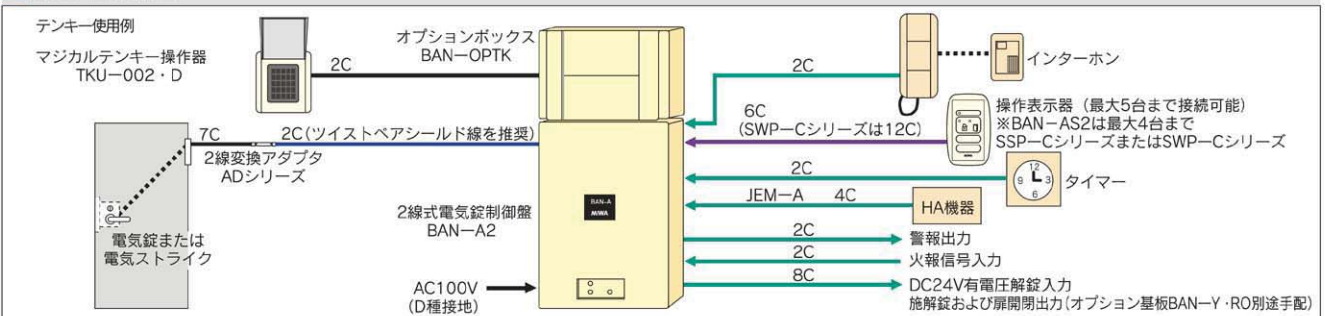 テンキー使用例
マジカルテンキー操作器
TKU－002・D
2C
オプションボックス
BAN－OPTK
2C
インターホン
6C
(SWP－Cシリーズは12C)
操作表示器（最大5台まで接続可能）
※BAN－AS2は最大4台まで
SSP－CシリーズまたはSWP－Cシリーズ
7C
2C(ツイストペアシールド線を推奨)
2線変換アダプタ
ADシリーズ
2C
12
9
3
6
タイマー
JEM－A 4C
HA機器
BAN-A
MIWA
2線式電気錠制御盤
BAN－A2
電気錠または
電気ストライク
2C
警報出力
2C
火報信号入力
8C
DC24V有電圧解錠入力
施解錠および扉開閉出力(オプション基板BAN－Y・RO別途手配)
AC100V
(D種接地)